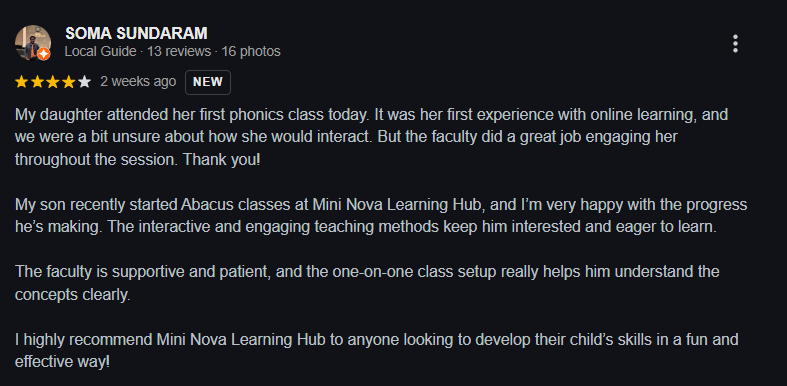 SOMA SUNDARAM
Local Guide · 13 reviews · 16 photos
2 weeks ago NEW
My daughter attended her first phonics class today. It was her first experience with online learning, and
we were a bit unsure about how she would interact. But the faculty did a great job engaging her
throughout the session. Thank you!
My son recently started Abacus classes at Mini Nova Learning Hub, and I’m very happy with the progress
he’s making. The interactive and engaging teaching methods keep him interested and eager to learn.
The faculty is supportive and patient, and the one-on-one class setup really helps him understand the
concepts clearly.
I highly recommend Mini Nova Learning Hub to anyone looking to develop their child’s skills in a fun and
effective way!